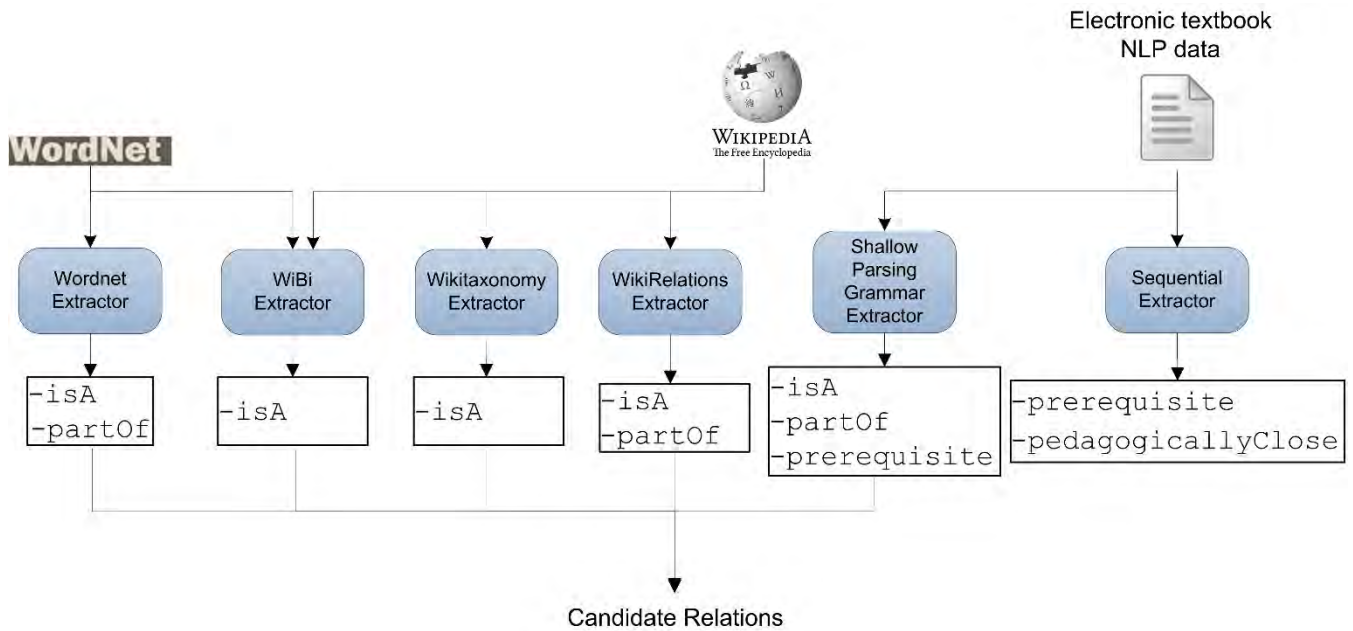 Electronic textbook
NLP data
WordNet
WIKIPEDIA
The Free Encyclopedia
Wordnet
Extractor
WiBi
Extractor
Wikitaxonomy
Extractor
WikiRelations
Extractor
Shallow
Parsing
Grammar
Extractor
Sequential
Extractor
-isA
-partOf
-isA
-isA
-isA
-partOf
-isA
-partOf
-prerequisite
-prerequisite
-pedagogicallyClose
Candidate Relations